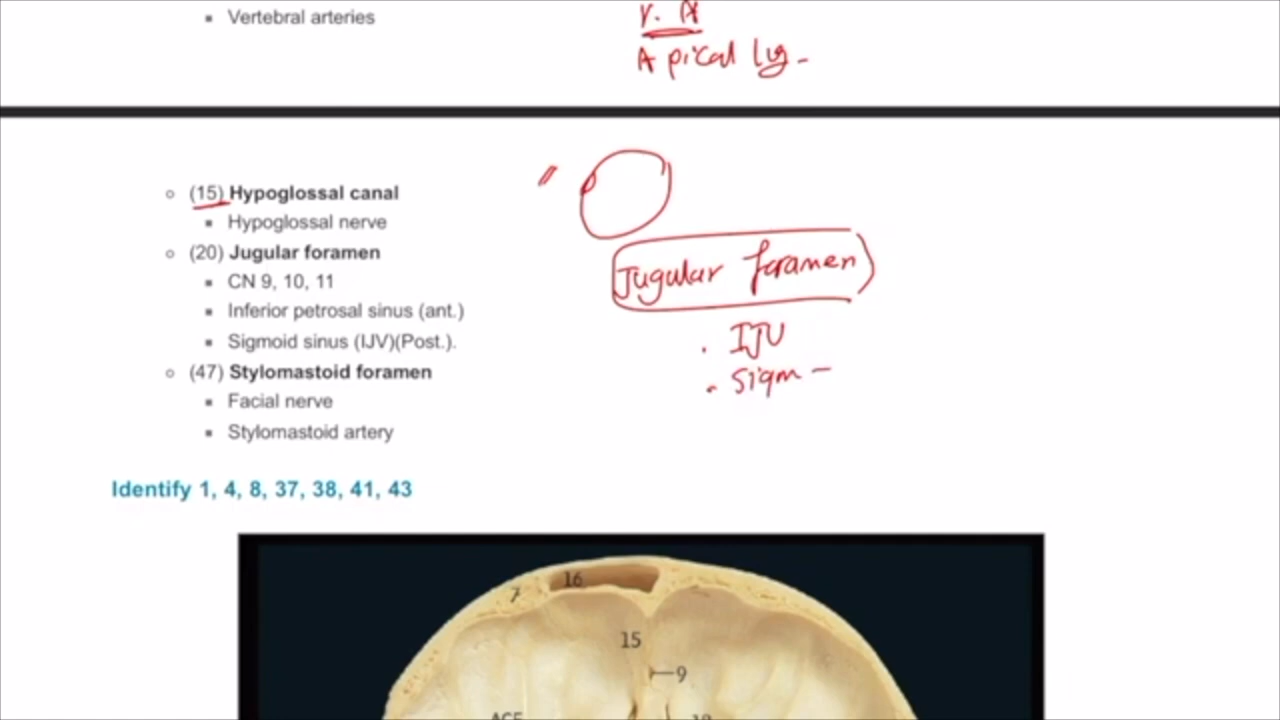 Vertebral arteries
V. A
Apical lig-
(15) Hypoglossal canal
Hypoglossal nerve
(20) Jugular foramen
CN 9, 10, 11
Inferior petrosal sinus (ant.)
Sigmoid sinus (IJV)(Post.).
(47) Stylomastoid foramen
Facial nerve
Stylomastoid artery
Jugular foramen
IJV
Sigm -
Identify 1, 4, 8, 37, 38, 41, 43
16
7
15
9